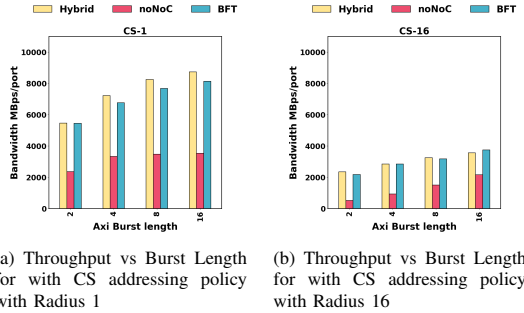 Hybrid noNoC BFT
CS-1
10000
8000
6000
4000
2000
0
Bandwidth MBps/port
2 4 8 16
Axi Burst length
a) Throughput vs Burst Length
for with CS addressing policy
with Radius 1
Hybrid noNoC BFT
CS-16
10000
8000
6000
4000
2000
0
Bandwidth MBps/port
2 4 8 16
Axi Burst length
(b) Throughput vs Burst Length
for with CS addressing policy
with Radius 16